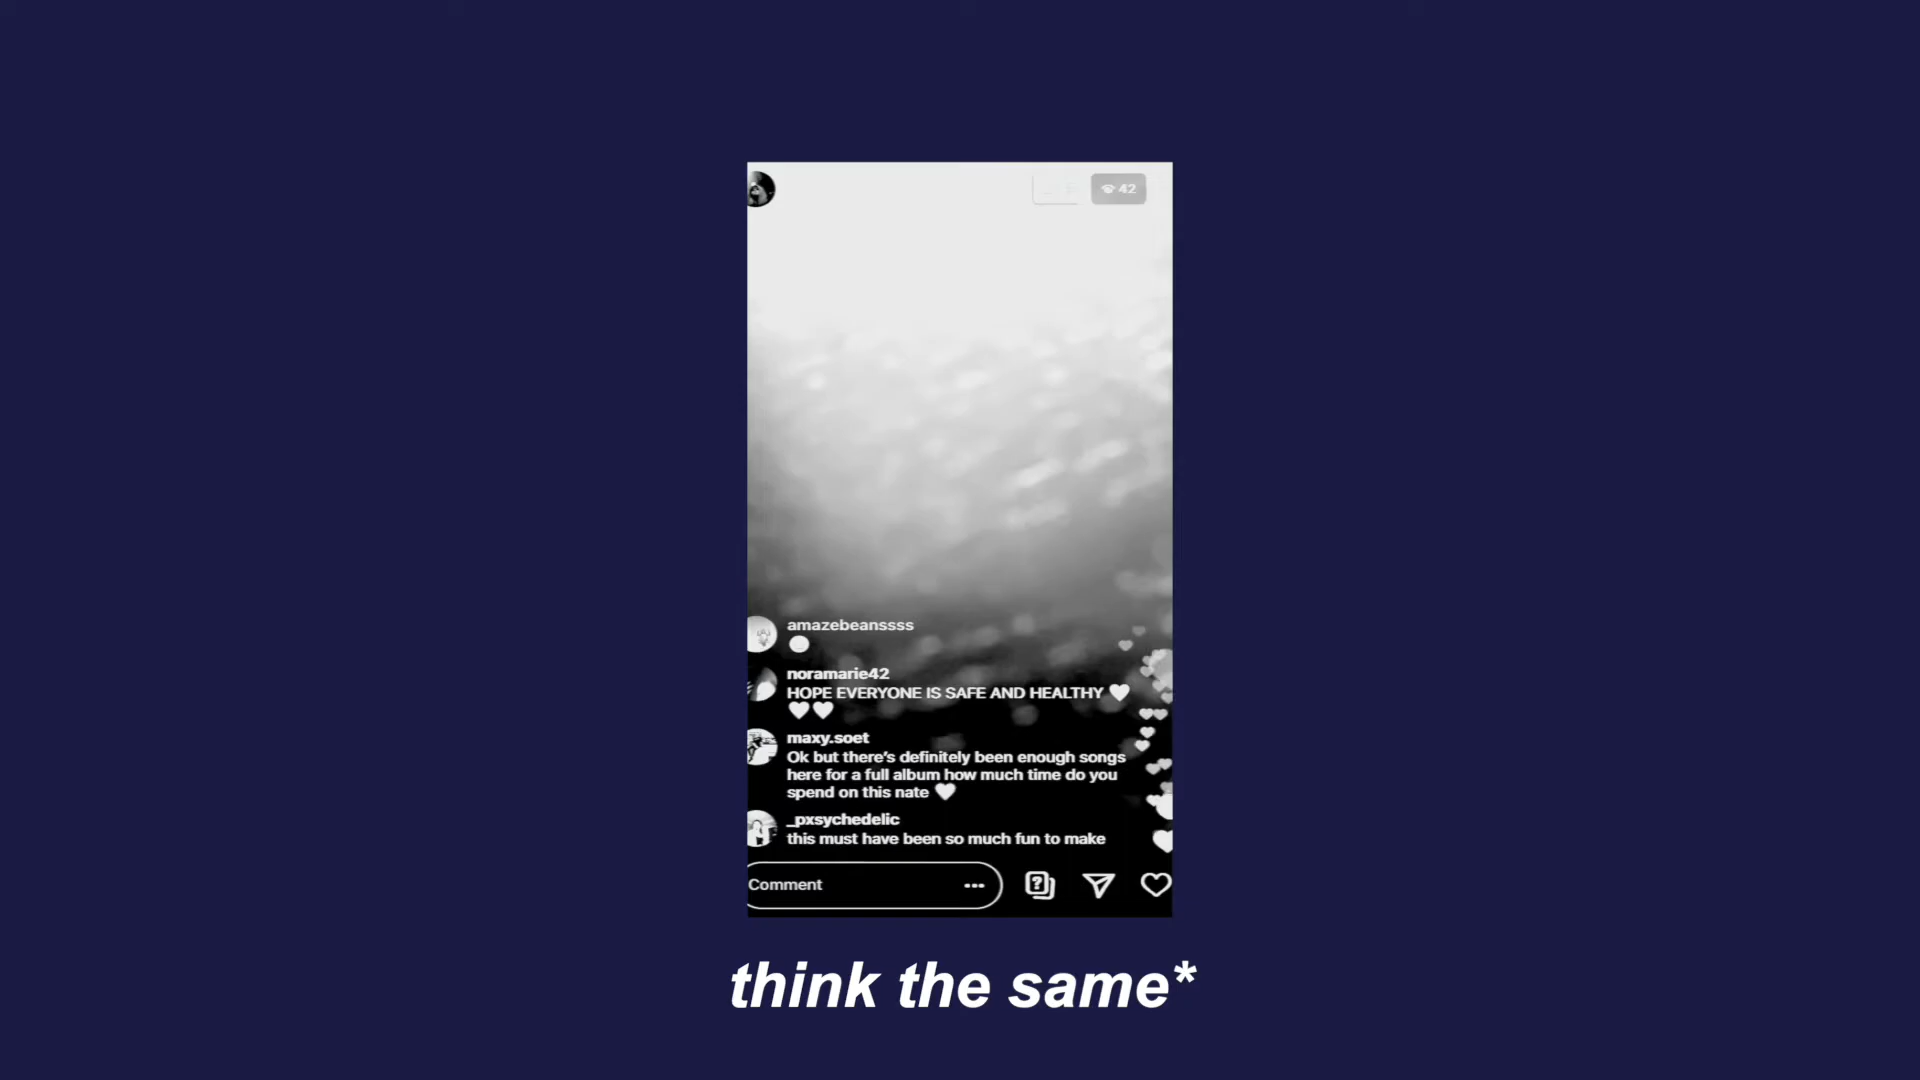 42
amazebeanssss
noramarie42
HOPE EVERYONE IS SAFE AND HEALTHY 🤍
🤍🤍
maxy.soet
Ok but there's definitely been enough songs
here for a full album how much time do you
spend on this nate 🤍
_pxsychedelic
this must have been so much fun to make
Comment
think the same*